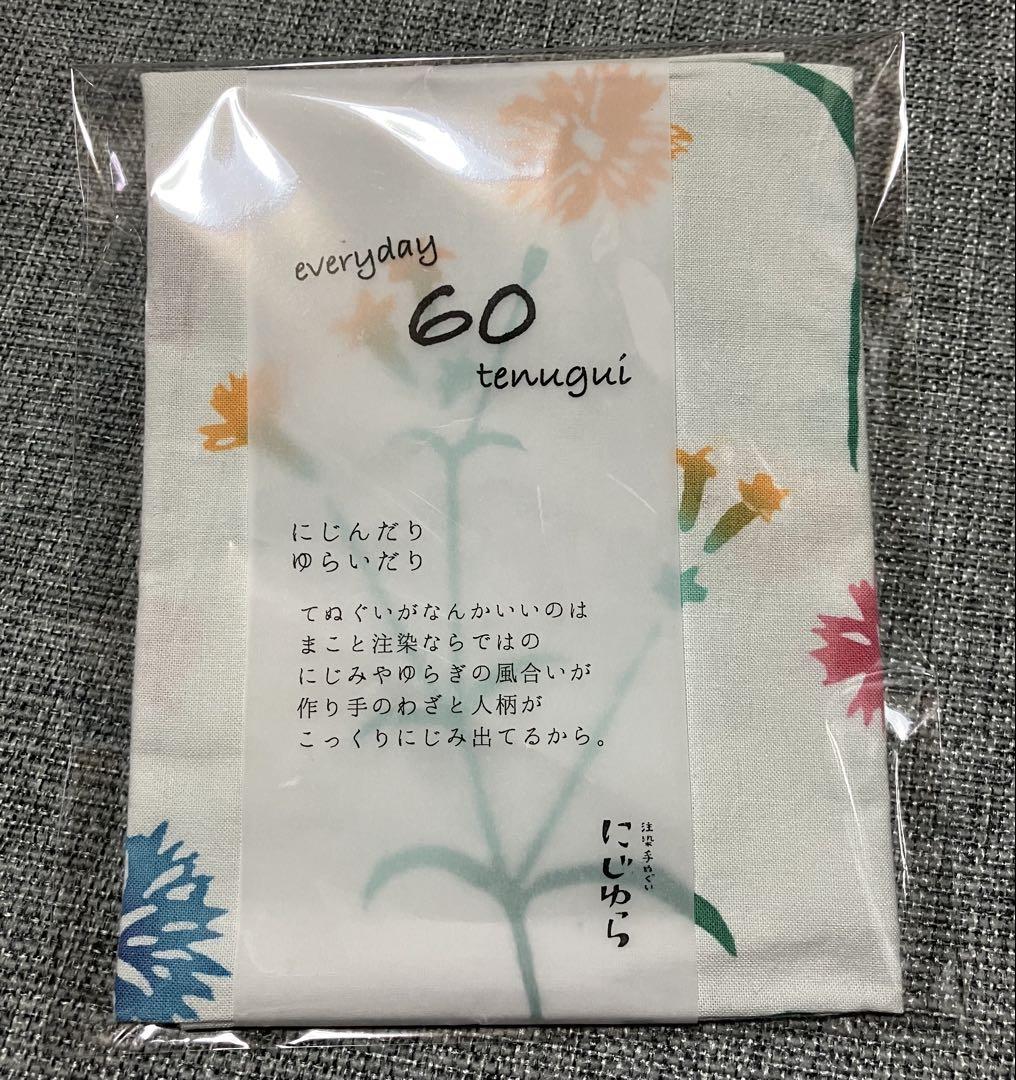 everyday
60
tenugui
にじんだり
ゆらいだり
てぬぐいがなんかいいのは
まこと注染ならではの
にじみやゆらぎの風合いが
作り手のわざと人柄が
こっくりにじみ出てるから。
注染手ぬぐい
にじゆら